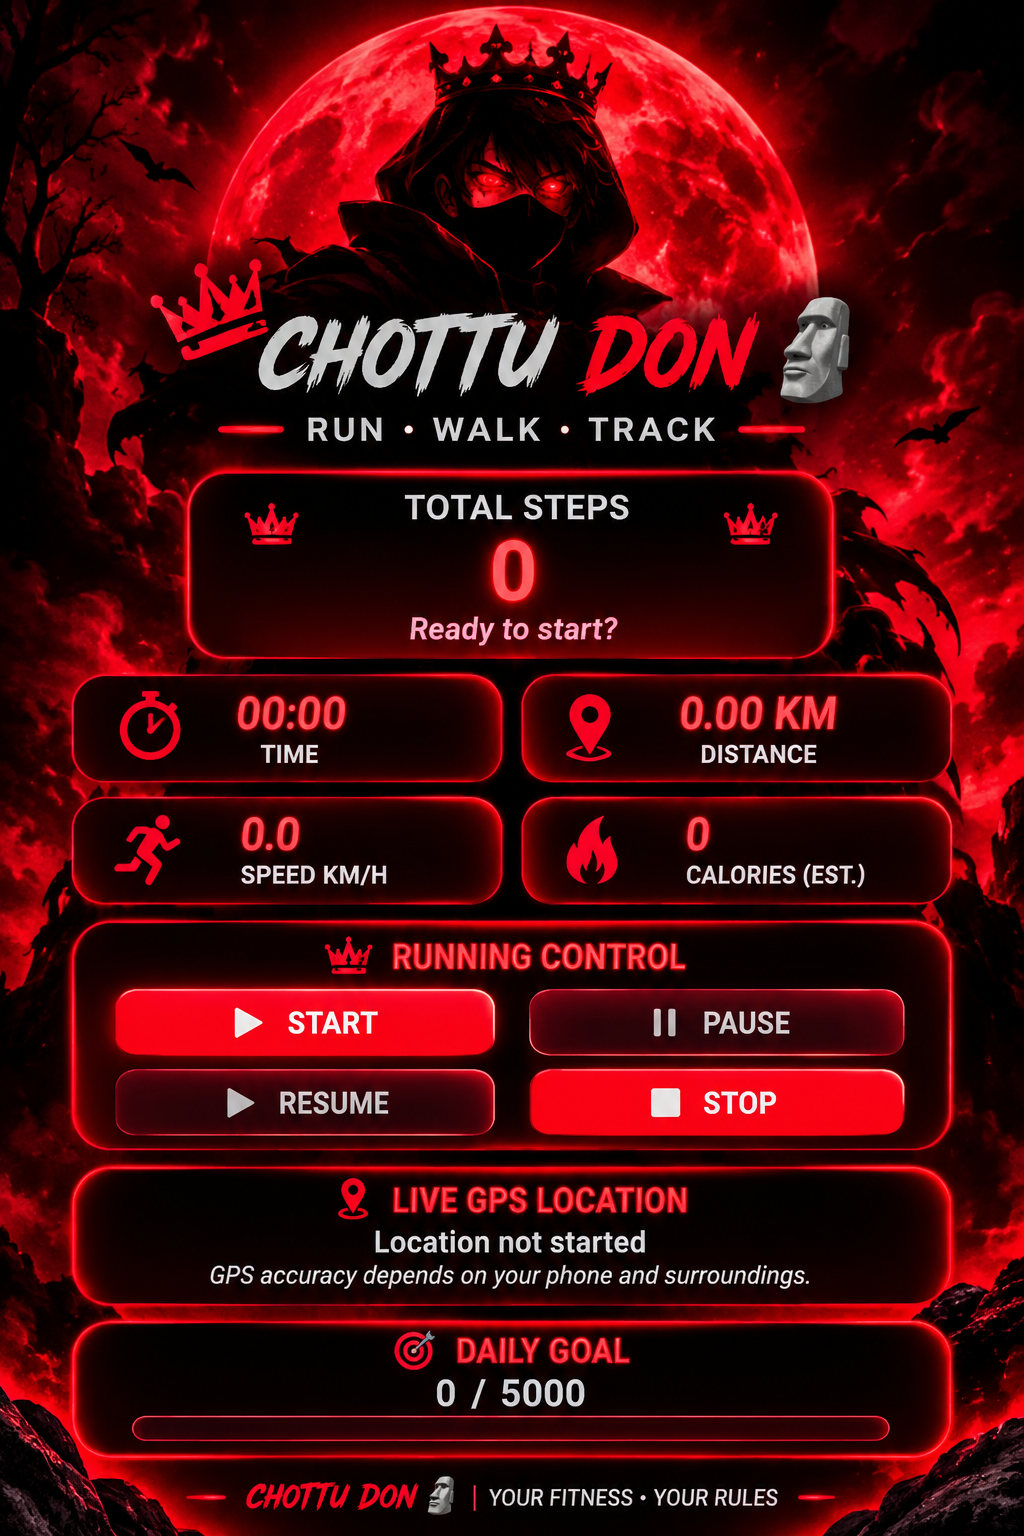 CHOTTU DON
RUN • WALK • TRACK
TOTAL STEPS
0
Ready to start?
00:00
TIME
0.00 KM
DISTANCE
0.0
SPEED KM/H
0
CALORIES (EST.)
RUNNING CONTROL
START
PAUSE
RESUME
STOP
LIVE GPS LOCATION
Location not started
GPS accuracy depends on your phone and surroundings.
DAILY GOAL
0 / 5000
CHOTTU DON | YOUR FITNESS • YOUR RULES